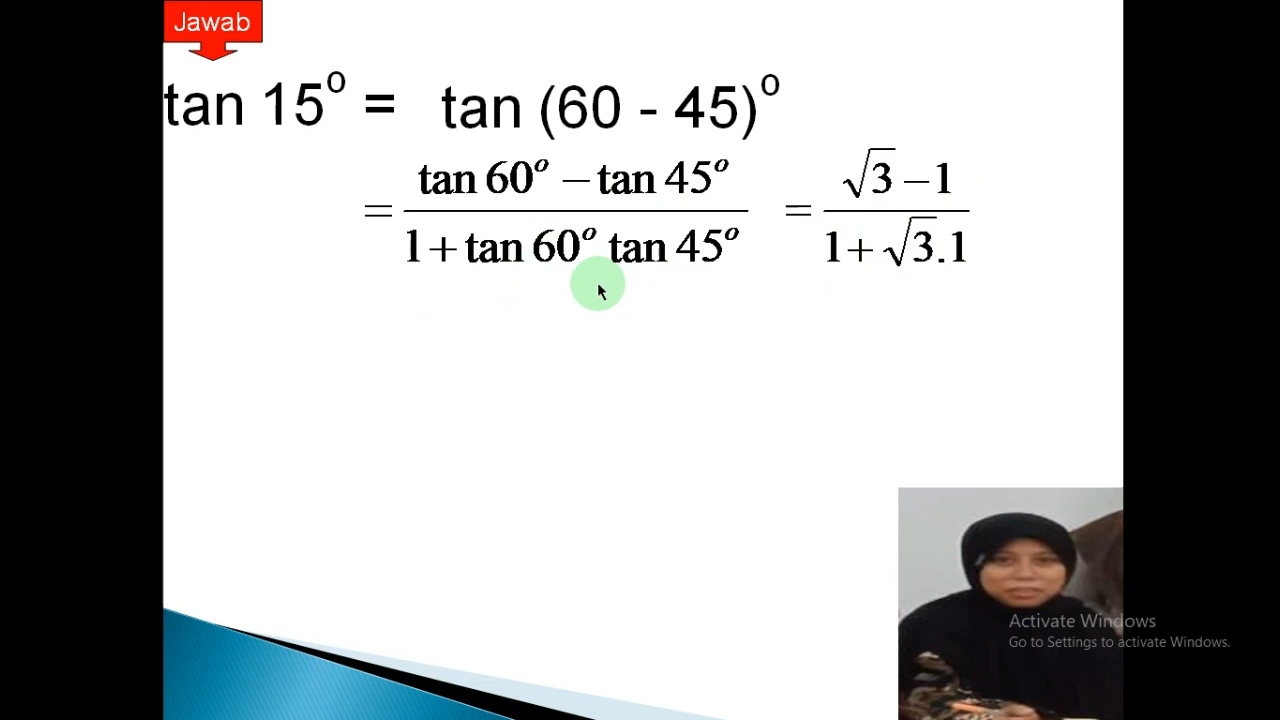 Jawab
tan 15° = tan (60 - 45)°
= (tan 60° − tan 45°) / (1 + tan 60° tan 45°) = (√3 − 1) / (1 + √3.1)
Activate Windows
Go to Settings to activate Windows.